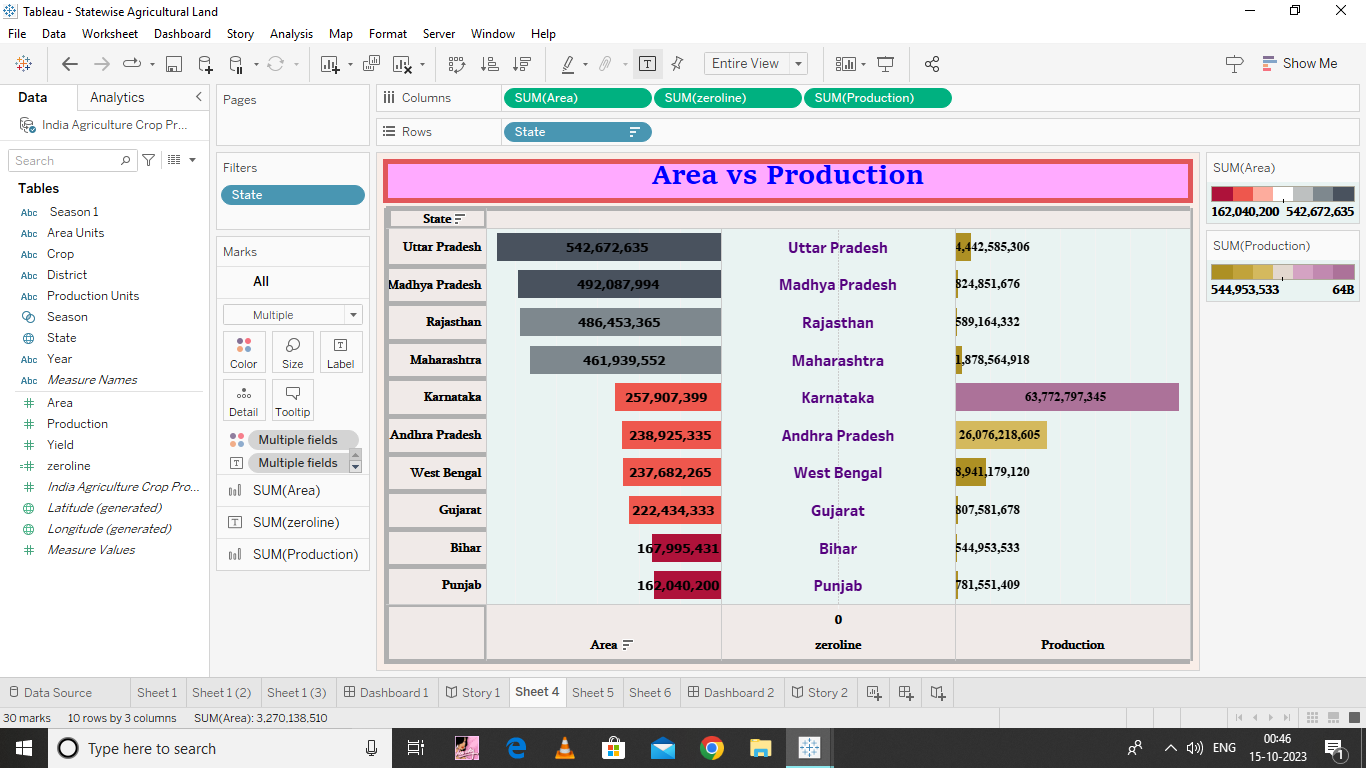 Tableau - Statewise Agricultural Land
File Data Worksheet Dashboard Story Analysis Map Format Server Window Help
Entire View
Show Me
Data Analytics
India Agriculture Crop Pr...
Search
Tables
Abc Season 1
Abc Area Units
Abc Crop
Abc District
Abc Production Units
Season
State
Abc Year
Abc Measure Names
Area
Production
Yield
zeroline
India Agriculture Crop Pro...
Latitude (generated)
Longitude (generated)
Measure Values
Pages
Filters
State
Marks
All
Multiple
Color Size Label
Detail Tooltip
Multiple fields
Multiple fields
SUM(Area)
SUM(zeroline)
SUM(Production)
Columns SUM(Area) SUM(zeroline) SUM(Production)
Rows State
Area vs Production
State
Uttar Pradesh 542,672,635 Uttar Pradesh 4,442,585,306
Madhya Pradesh 492,087,994 Madhya Pradesh 824,851,676
Rajasthan 486,453,365 Rajasthan 589,164,332
Maharashtra 461,939,552 Maharashtra 1,878,564,918
Karnataka 257,907,399 Karnataka 63,772,797,345
Andhra Pradesh 238,925,335 Andhra Pradesh 26,076,218,605
West Bengal 237,682,265 West Bengal 8,941,179,120
Gujarat 222,434,333 Gujarat 807,581,678
Bihar 167,995,431 Bihar 544,953,533
Punjab 162,040,200 Punjab 781,551,409
0
Area zeroline Production
SUM(Area)
162,040,200 542,672,635
SUM(Production)
544,953,533 64B
Data Source Sheet 1 Sheet 1 (2) Sheet 1 (3) Dashboard 1 Story 1 Sheet 4 Sheet 5 Sheet 6 Dashboard 2 Story 2
30 marks 10 rows by 3 columns SUM(Area): 3,270,138,510
Type here to search
ENG
00:46
15-10-2023
1